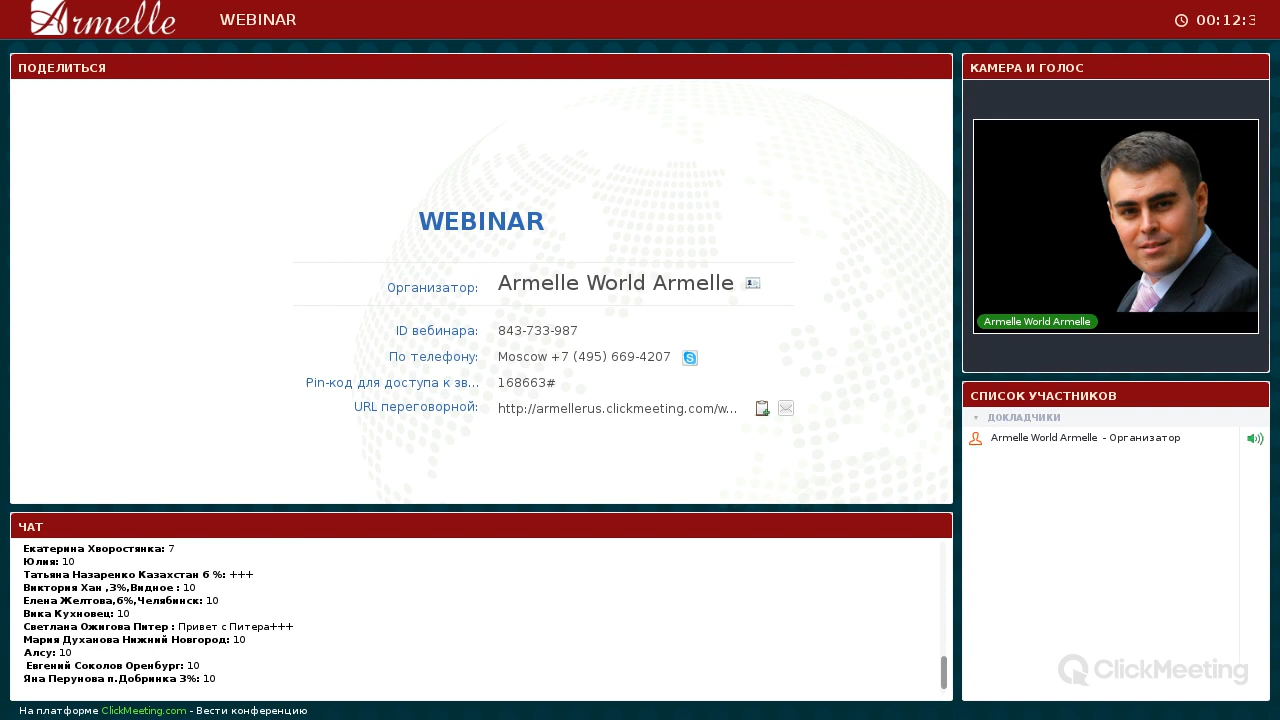 Armelle
WEBINAR
00:12:3
ПОДЕЛИТЬСЯ
WEBINAR
Организатор: Armelle World Armelle
ID вебинара: 843-733-987
По телефону: Moscow +7 (495) 669-4207
Pin-код для доступа к зв... 168663#
URL переговорной: http://armellerus.clickmeeting.com/w...
КАМЕРА И ГОЛОС
Armelle World Armelle
СПИСОК УЧАСТНИКОВ
ДОКЛАДЧИКИ
Armelle World Armelle - Организатор
ClickMeeting
ЧАТ
Екатерина Хворостянка: 7
Юлия: 10
Татьяна Назаренко Казахстан 6 %: +++
Виктория Хан ,3%,Видное : 10
Елена Желтова,6%,Челябинск: 10
Вика Кухновец: 10
Светлана Ожигова Питер : Привет с Питера+++
Мария Духанова Нижний Новгород: 10
Алсу: 10
Евгений Соколов Оренбург: 10
Яна Перунова п.Добринка 3%: 10
На платформе ClickMeeting.com - Вести конференцию